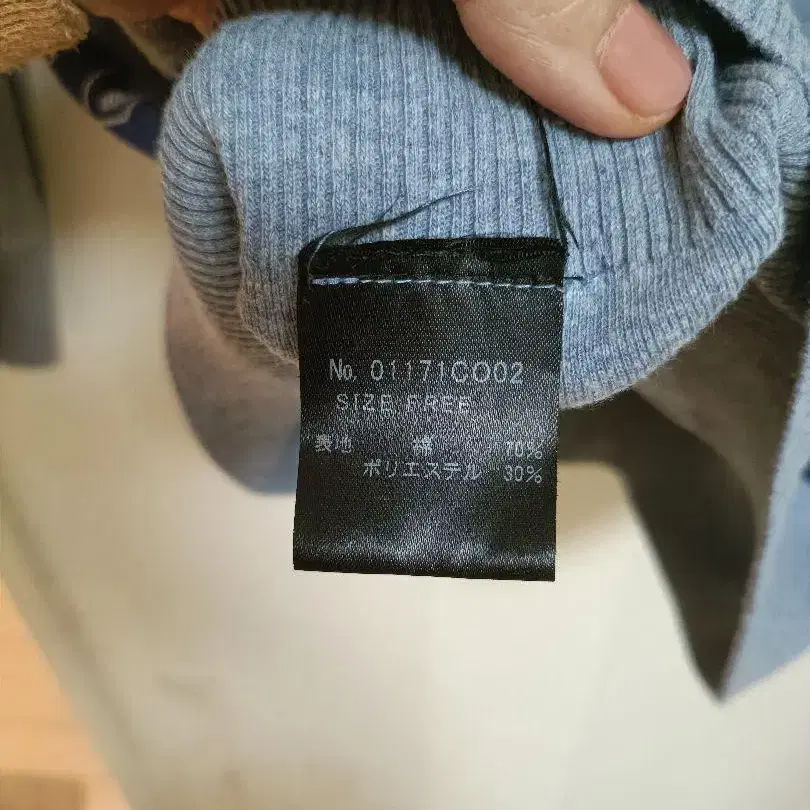 No. 01171CO02
SIZE FREE
表地 綿 70%
ポリエステル 30%